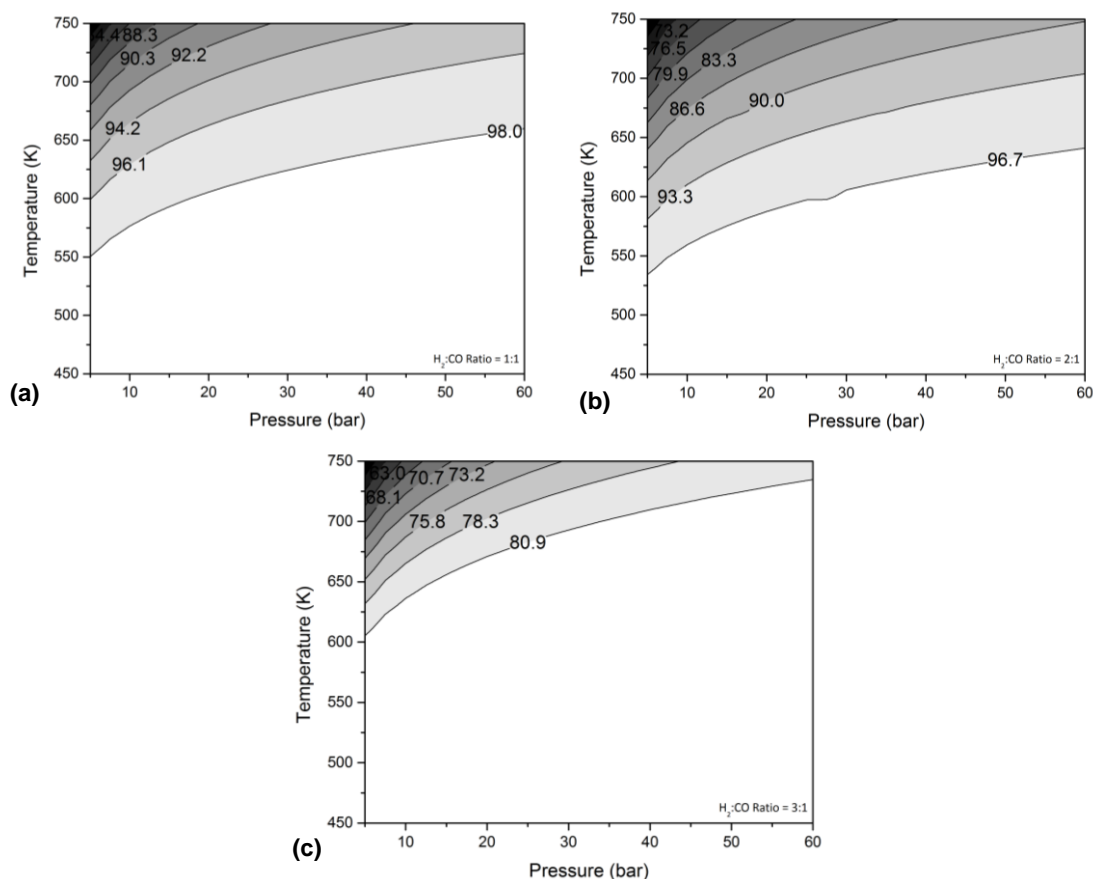 750
700
650
600
550
500
450
Temperature (K)
88.3
90.3
92.2
94.2
96.1
98.0
H₂:CO Ratio = 1:1
10 20 30 40 50 60
Pressure (bar)
(a)
750
700
650
600
550
500
450
Temperature (K)
73.2
76.5
79.9
83.3
86.6
90.0
93.3
96.7
H₂:CO Ratio = 2:1
10 20 30 40 50 60
Pressure (bar)
(b)
750
700
650
600
550
500
450
Temperature (K)
70.7
73.2
68.1
75.8
78.3
80.9
H₂:CO Ratio = 3:1
10 20 30 40 50 60
Pressure (bar)
(c)